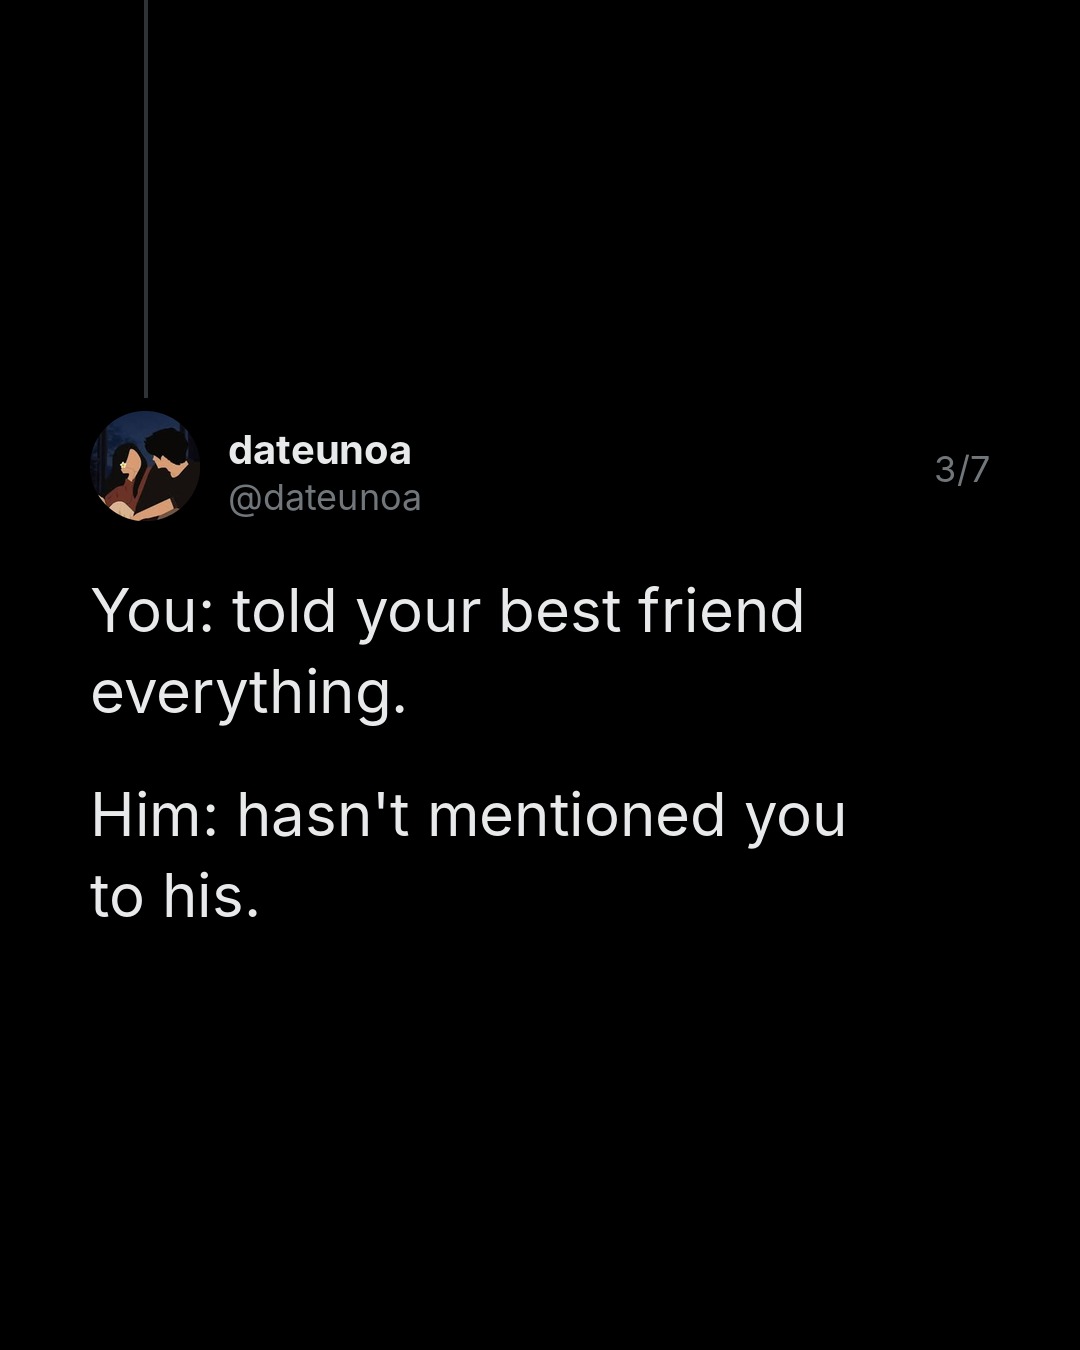 dateunoa
@dateunoa
3/7
You: told your best friend
everything.
Him: hasn't mentioned you
to his.